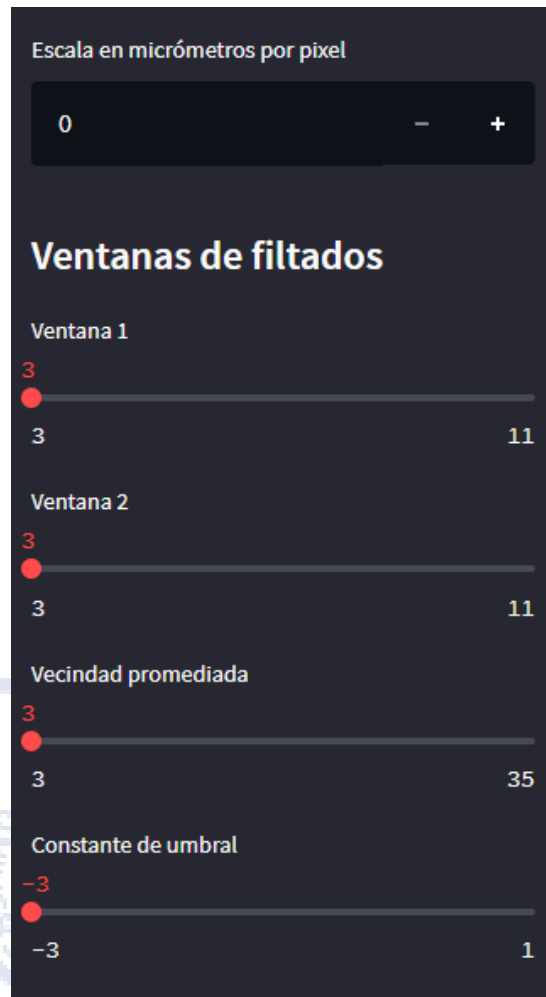 Escala en micrómetros por pixel
0 − +
Ventanas de filtados
Ventana 1
3
3 11
Ventana 2
3
3 11
Vecindad promediada
3
3 35
Constante de umbral
−3
−3 1